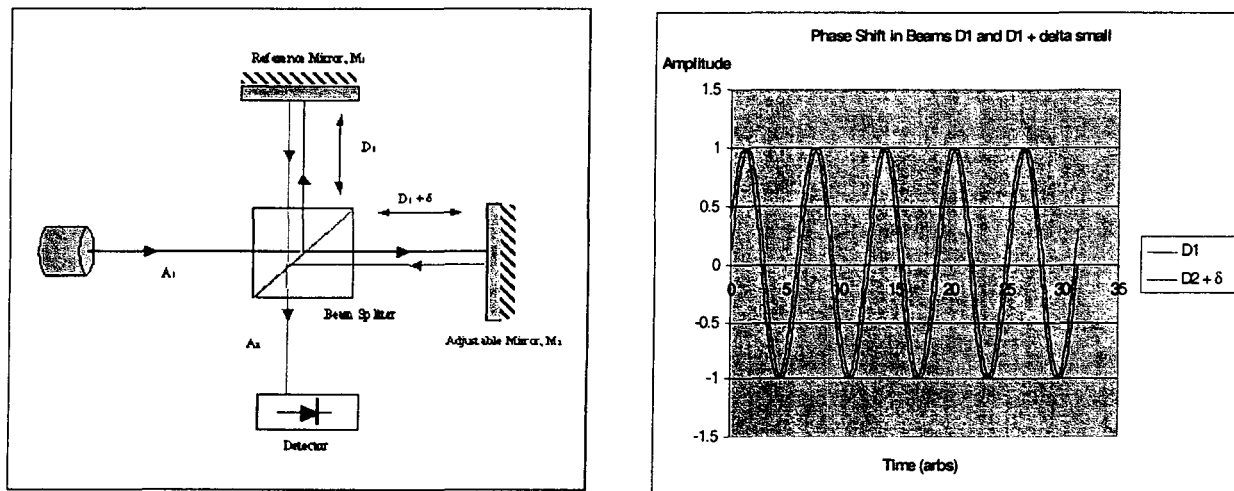 Reference Mirror, M₁
D₁
D₁ + δ
A₁
Beam Splitter
A₂
Adjustable Mirror, M₂
Detector
Phase Shift in Beams D1 and D1 + delta small
Amplitude
1.5
1
0.5
0
-0.5
-1
-1.5
0 5 10 15 20 25 30 35
Time (arbs)
D1
D2 + δ